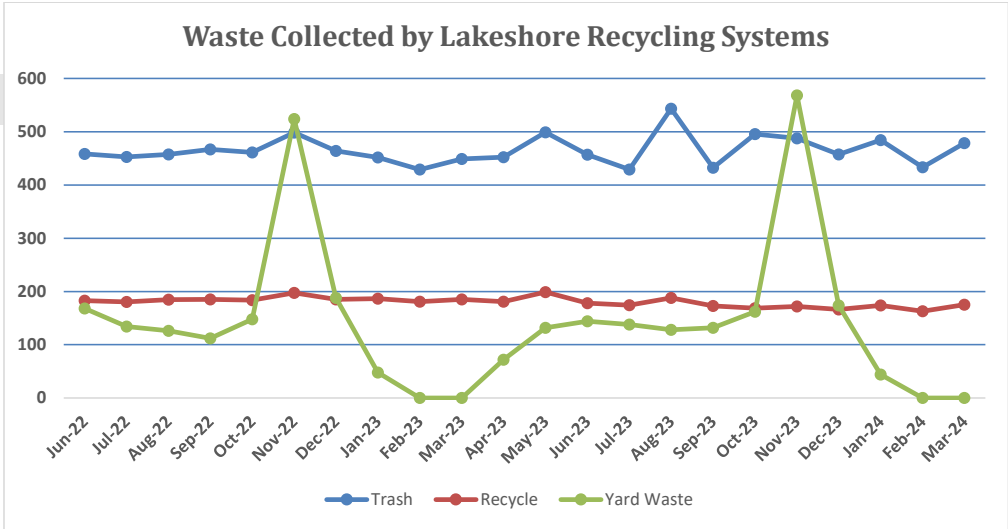 Waste Collected by Lakeshore Recycling Systems
600
500
400
300
200
100
0
Jun-22
Jul-22
Aug-22
Sep-22
Oct-22
Nov-22
Dec-22
Jan-23
Feb-23
Mar-23
Apr-23
May-23
Jun-23
Jul-23
Aug-23
Sep-23
Oct-23
Nov-23
Dec-23
Jan-24
Feb-24
Mar-24
Trash Recycle Yard Waste